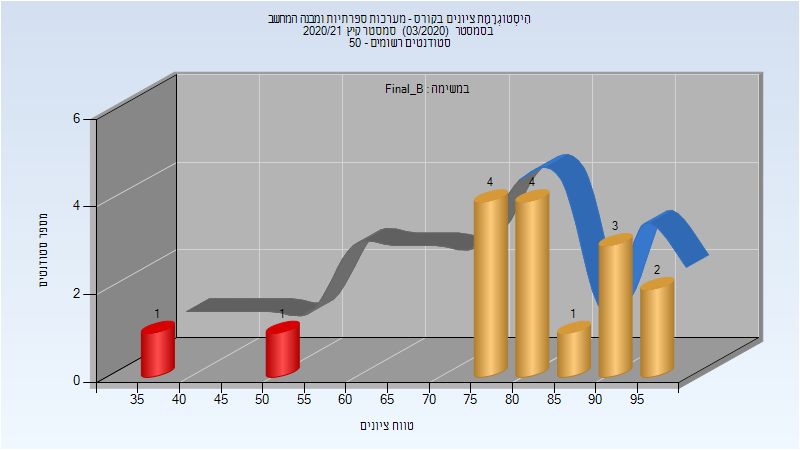 היסטוגרמת ציונים בקורס - מערכות ספרתיות ומבנה המחשב
בסמסטר (03/2020) סמסטר קיץ 2020/21
סטודנטים רשומים - 50
במשימה : Final_B
מספר סטודנטים
6
4
2
0
1
1
4
4
1
3
2
35 40 50 55 60 65 70 75 80 85 90 95
טווח ציונים